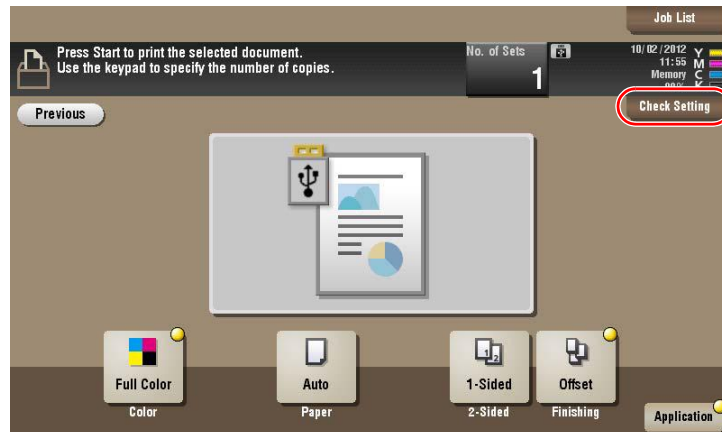 Job List
Press Start to print the selected document.
Use the keypad to specify the number of copies.
No. of Sets
1
10/02/2012
11:55
Memory
Y
M
C
K
Check Setting
Previous
1 2
Full Color
Auto
1-Sided
Offset
Color
Paper
2-Sided
Finishing
Application